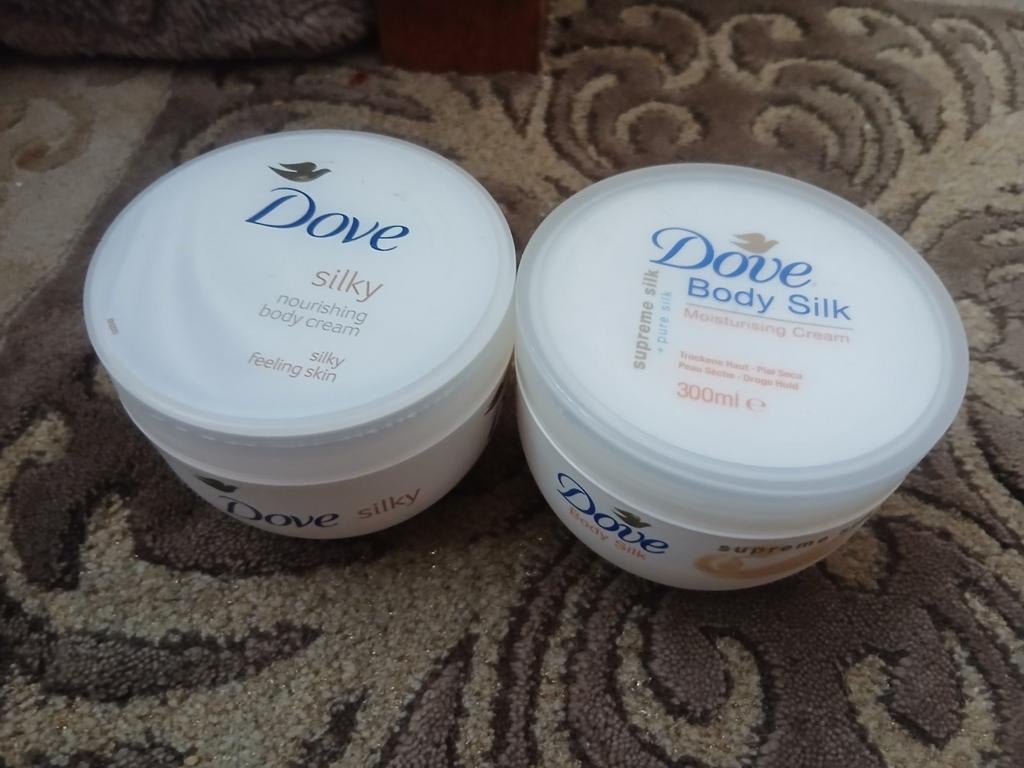 Dove
silky
nourishing
body cream
silky
feeling skin
Dove silky
Dove
Body Silk
Moisturising Cream
supreme silk
+ pure silk
Trockene Haut - Piel Seca
Peau Sèche - Droge Huid
300ml ℮
Dove
Body Silk
supreme